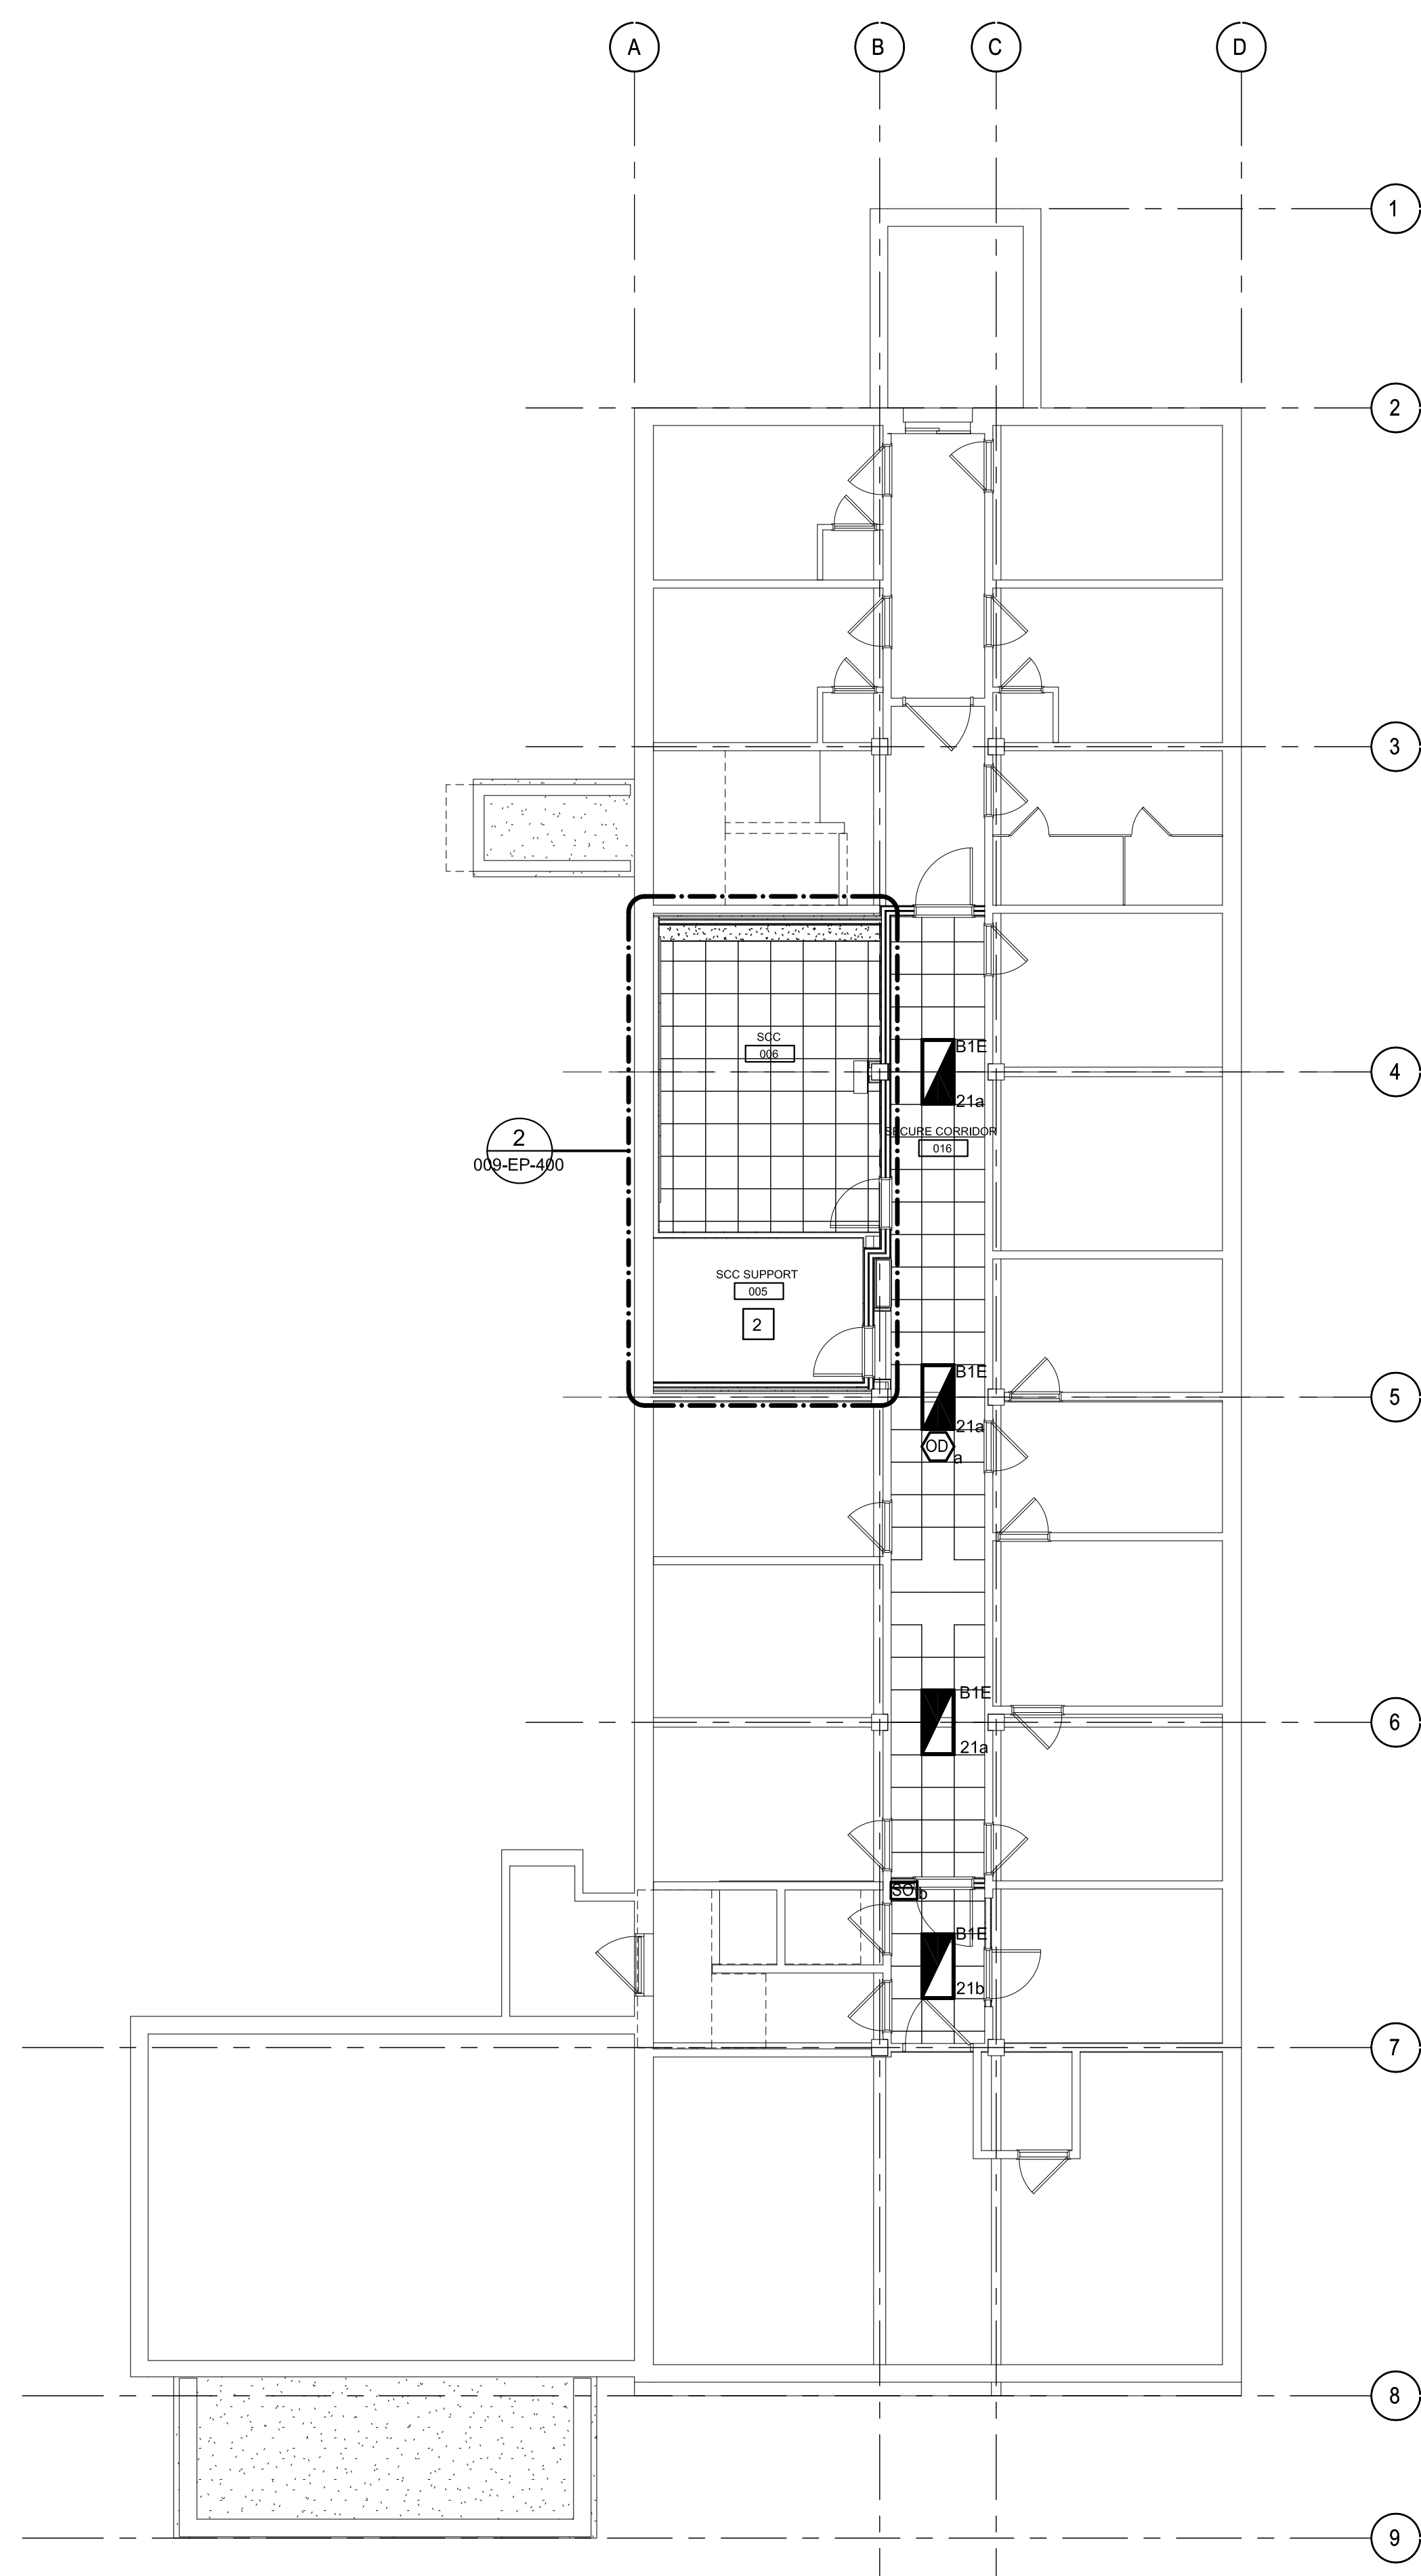 A
B
C
D
1
2
3
SCC
006
B1E
4
21a
SECURE CORRIDOR
016
2
009-EP-400
SCC SUPPORT
005
2
B1E
5
21a
OD
a
B1E
6
21a
SO
b
B1E
21b
7
8
9